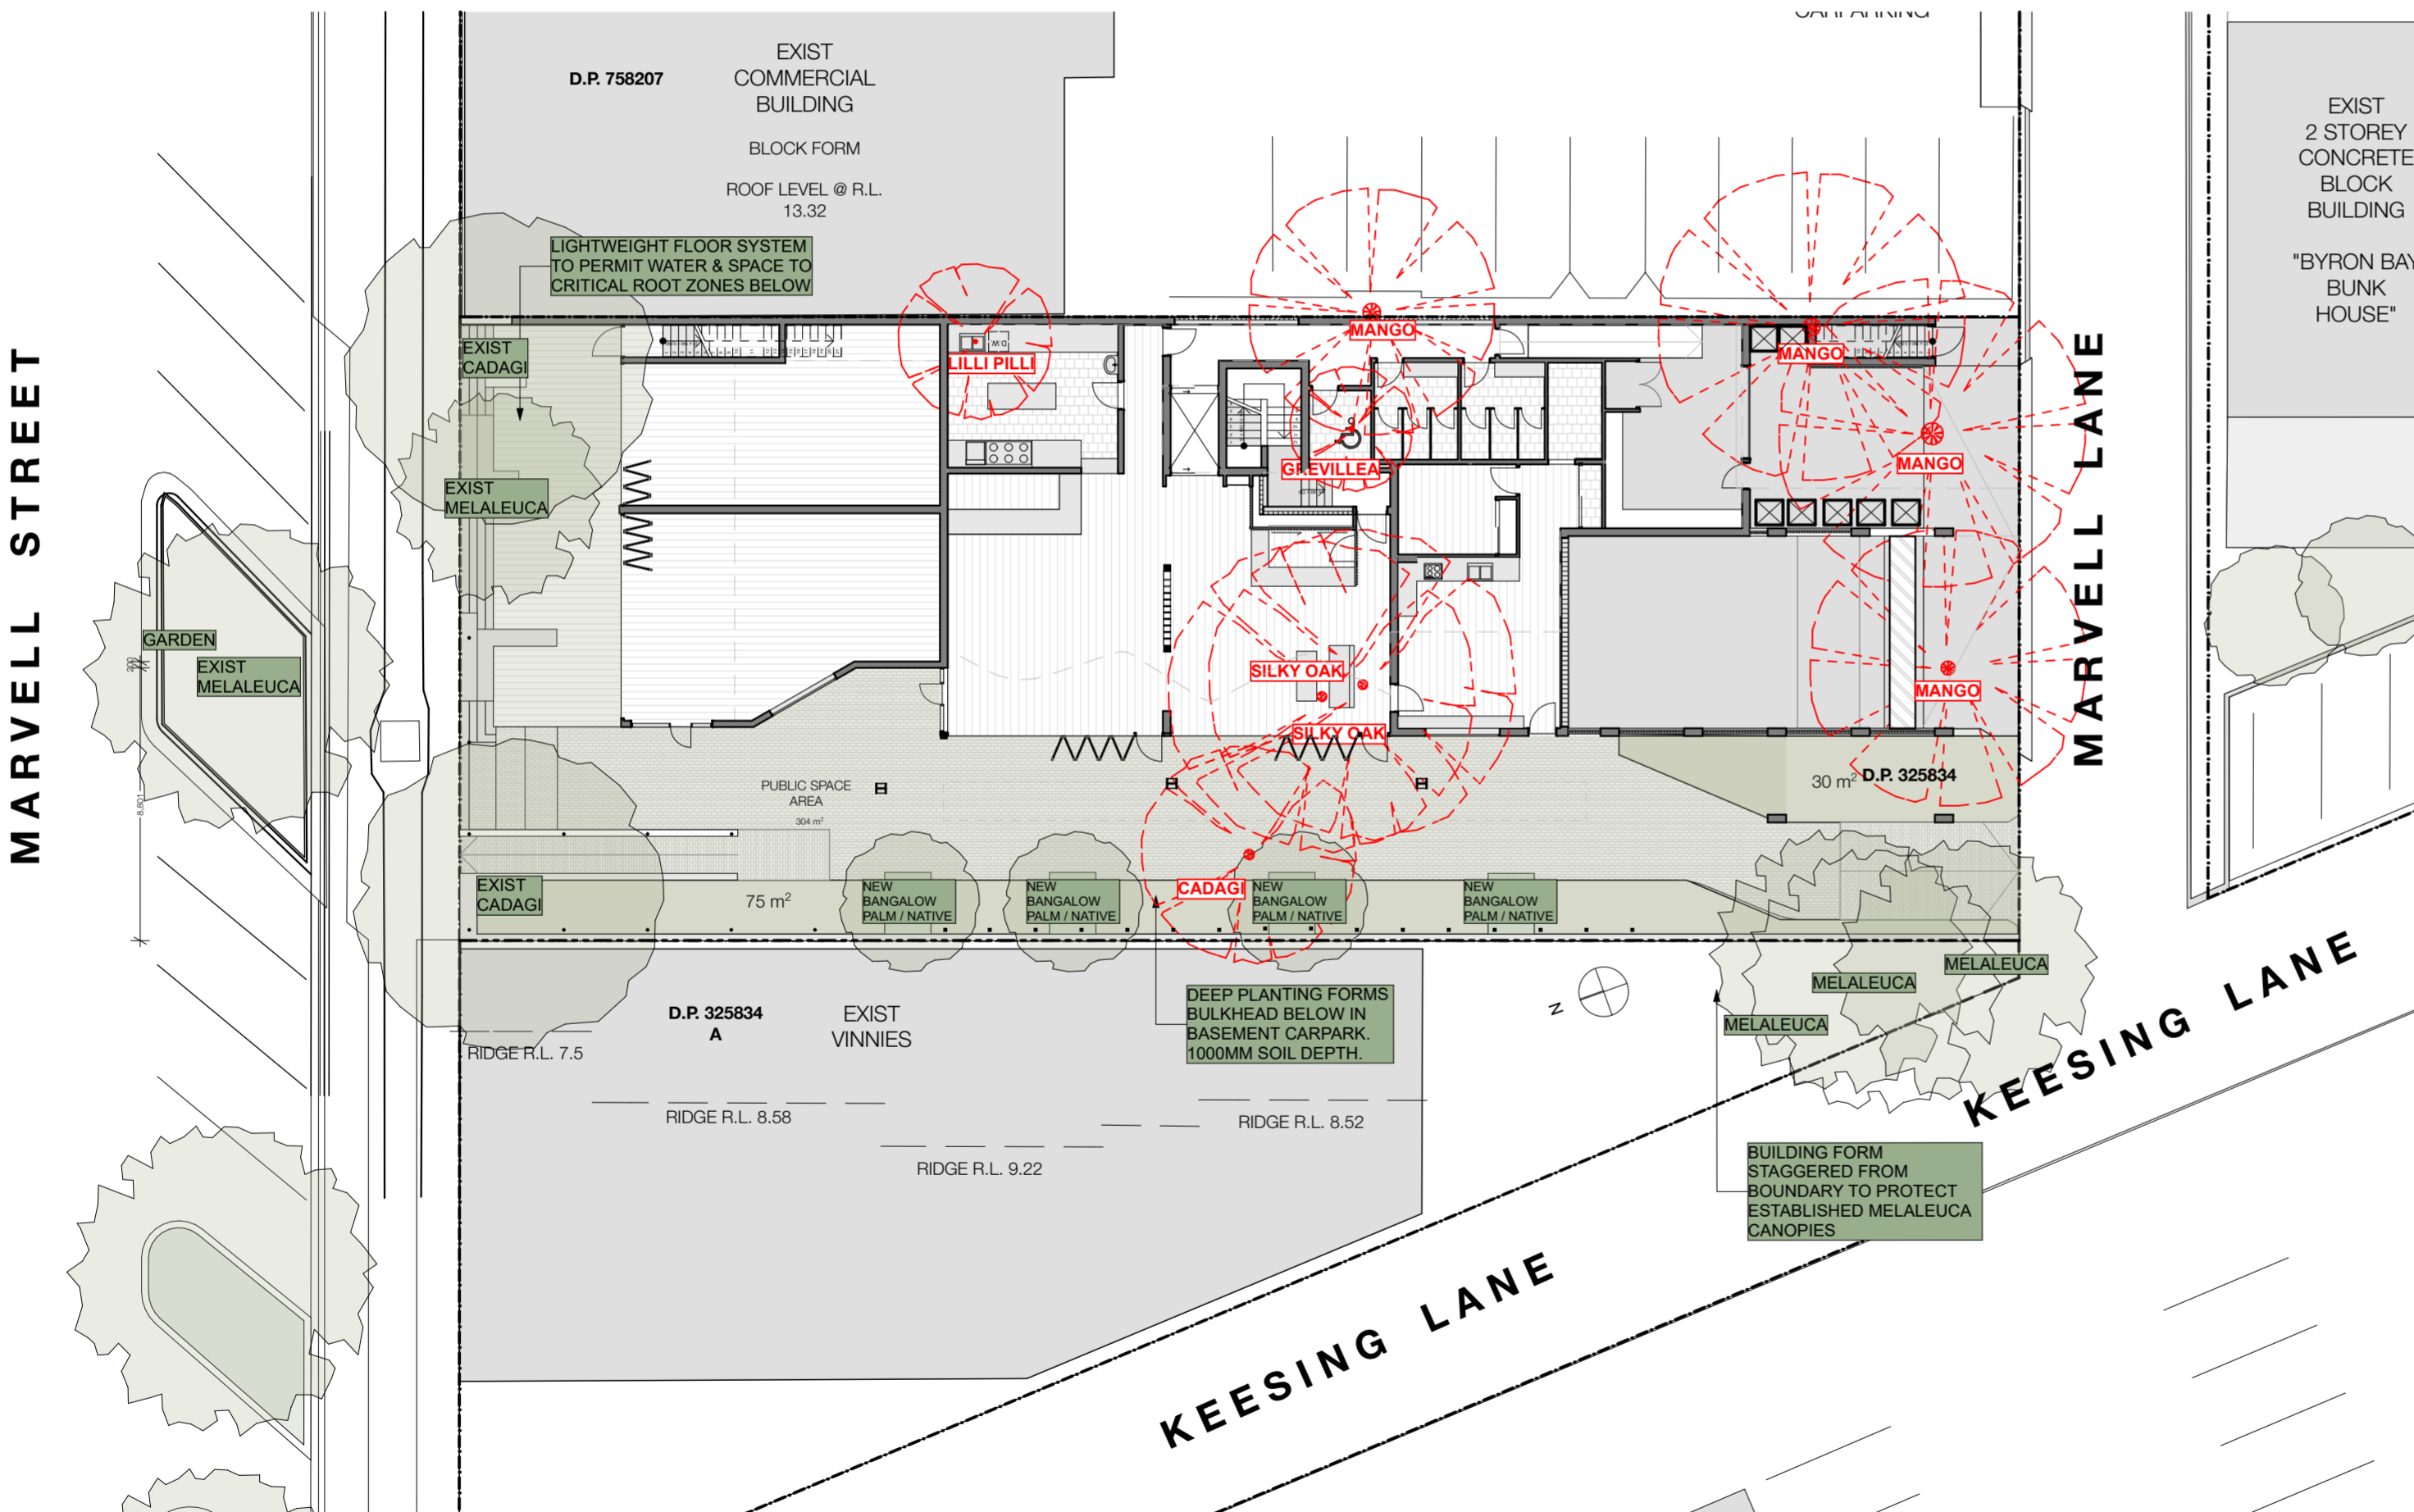 CARPARKING
EXIST
COMMERCIAL
BUILDING
D.P. 758207
BLOCK FORM
ROOF LEVEL @ R.L.
13.32
EXIST
2 STOREY
CONCRETE
BLOCK
BUILDING
"BYRON BAY
BUNK
HOUSE"
LIGHTWEIGHT FLOOR SYSTEM
TO PERMIT WATER & SPACE TO
CRITICAL ROOT ZONES BELOW
MARVELL STREET
EXIST
CADAGI
LILLI PILLI
D.W.
MANGO
MANGO
MARVELL LANE
EXIST
MELALEUCA
GREVILLEA
MANGO
GARDEN
EXIST
MELALEUCA
200
8,801
SILKY OAK
SILKY OAK
MANGO
PUBLIC SPACE
AREA
304 m²
30 m²
D.P. 325834
EXIST
CADAGI
75 m²
NEW
BANGALOW
PALM / NATIVE
NEW
BANGALOW
PALM / NATIVE
CADAGI
NEW
BANGALOW
PALM / NATIVE
NEW
BANGALOW
PALM / NATIVE
MELALEUCA
MELALEUCA
MELALEUCA
N
D.P. 325834
A
EXIST
VINNIES
DEEP PLANTING FORMS
BULKHEAD BELOW IN
BASEMENT CARPARK.
1000MM SOIL DEPTH.
RIDGE R.L. 7.5
RIDGE R.L. 8.58
RIDGE R.L. 8.52
RIDGE R.L. 9.22
KEESING LANE
BUILDING FORM
STAGGERED FROM
BOUNDARY TO PROTECT
ESTABLISHED MELALEUCA
CANOPIES
KEESING LANE